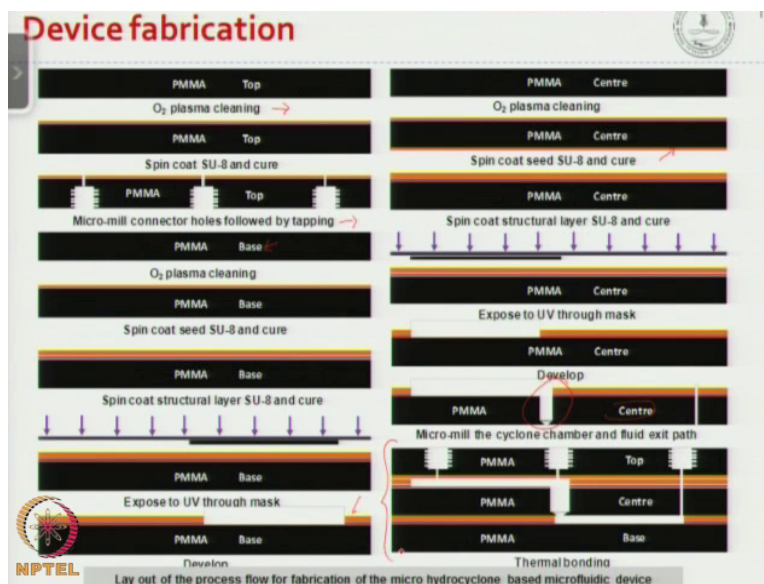 Device fabrication
PMMA Top
O₂ plasma cleaning
PMMA Top
Spin coat SU-8 and cure
PMMA Top
Micro-mill connector holes followed by tapping
PMMA Base
O₂ plasma cleaning
PMMA Base
Spin coat seed SU-8 and cure
PMMA Base
Spin coat structural layer SU-8 and cure
PMMA Base
Expose to UV through mask
PMMA Base
Develop
PMMA Centre
O₂ plasma cleaning
PMMA Centre
Spin coat seed SU-8 and cure
PMMA Centre
Spin coat structural layer SU-8 and cure
PMMA Centre
Expose to UV through mask
PMMA Centre
Develop
PMMA Centre
Micro-mill the cyclone chamber and fluid exit path
PMMA Top
PMMA Centre
PMMA Base
Thermal bonding
Lay out of the process flow for fabrication of the micro hydrocyclone based microfluidic device
NPTEL